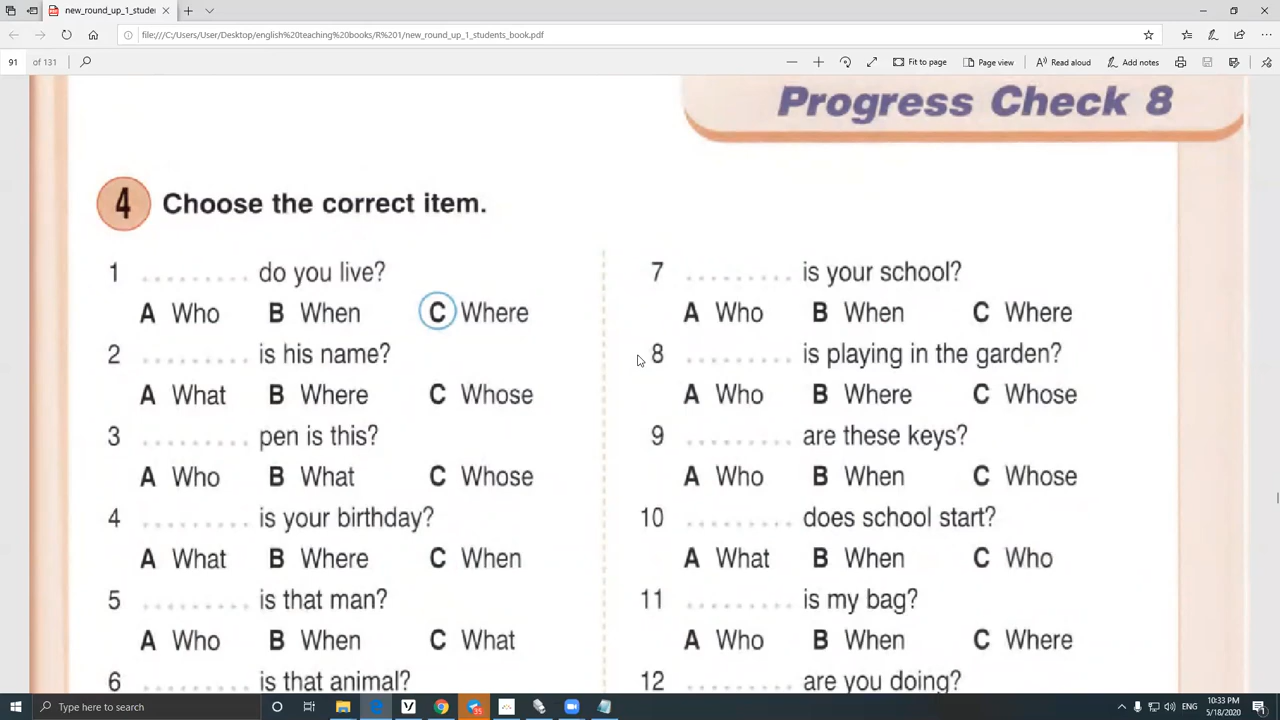 new_round_up_1_studer
file:///C:/Users/User/Desktop/english%20teaching%20books/R%201/new_round_up_1_students_book.pdf
91 of 131
Fit to page
Page view
Read aloud
Add notes
Progress Check 8
4 Choose the correct item.
1 ......... do you live?
A Who B When C Where
2 ......... is his name?
A What B Where C Whose
3 ......... pen is this?
A Who B What C Whose
4 ......... is your birthday?
A What B Where C When
5 ......... is that man?
A Who B When C What
6 ......... is that animal?
7 ......... is your school?
A Who B When C Where
8 ......... is playing in the garden?
A Who B Where C Whose
9 ......... are these keys?
A Who B When C Whose
10 ......... does school start?
A What B When C Who
11 ......... is my bag?
A Who B When C Where
12 ......... are you doing?
Type here to search
ENG
10:33 PM
5/18/2020